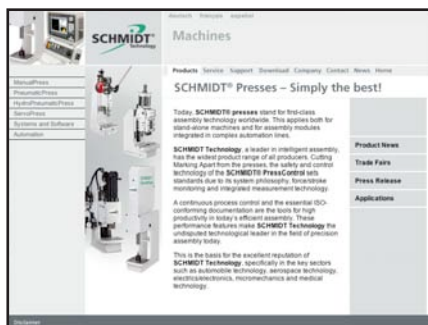 deutsch français español
SCHMIDT®
Technology
Machines
Products Service Support Download Company Contact News Home
ManualPress
PneumaticPress
HydroPneumaticPress
ServoPress
Systems and Software
Automation
SCHMIDT® Presses – Simply the best!
Today, SCHMIDT® presses stand for first-class
assembly technology worldwide. This applies both for
stand-alone machines and for assembly modules
integrated in complex automation lines.
SCHMIDT Technology, a leader in intelligent assembly,
has the widest product range of all producers. Cutting
Marking Apart from the presses, the safety and control
technology of the SCHMIDT® PressControl sets
standards due to its system philosophy, force/stroke
monitoring and integrated measurement technology.
A continuous process control and the essential ISO-
conforming documentation are the tools for high
productivity in today's efficient assembly. These
performance features make SCHMIDT Technology the
undisputed technological leader in the field of precision
assembly today.
This is the basis for the excellent reputation of
SCHMIDT Technology, specifically in the key sectors
such as automobile technology, aerospace technology,
electrics/electronics, micromechanics and medical
technology.
Product News
Trade Fairs
Press Release
Applications
Disclaimer